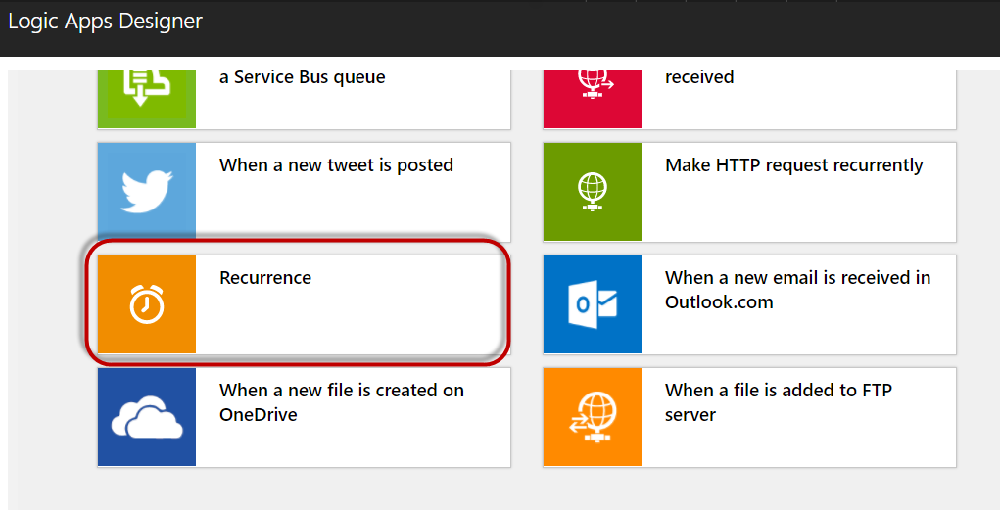 Logic Apps Designer
a Service Bus queue
received
When a new tweet is posted
Make HTTP request recurrently
Recurrence
When a new email is received in
Outlook.com
When a new file is created on
OneDrive
When a file is added to FTP
server